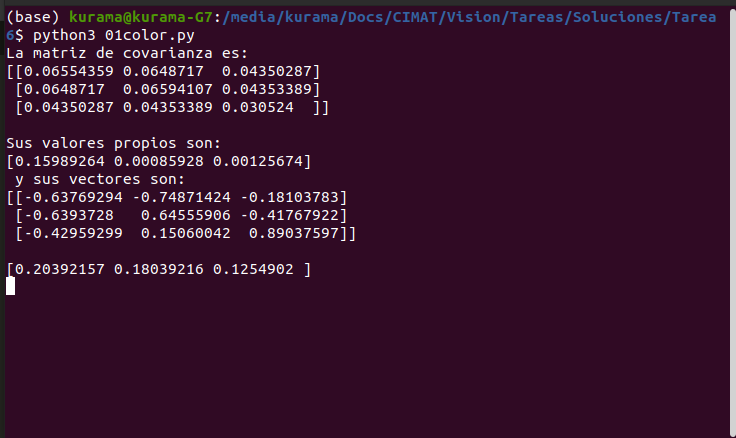 (base) kurama@kurama-G7:/media/kurama/Docs/CIMAT/Vision/Tareas/Soluciones/Tarea
6$ python3 01color.py
La matriz de covarianza es:
[[0.06554359 0.0648717  0.04350287]
 [0.0648717  0.06594107 0.04353389]
 [0.04350287 0.04353389 0.030524  ]]

Sus valores propios son:
[0.15989264 0.00085928 0.00125674]
 y sus vectores son:
[[-0.63769294 -0.74871424 -0.18103783]
 [-0.6393728   0.64555906 -0.41767922]
 [-0.42959299  0.15060042  0.89037597]]

[0.20392157 0.18039216 0.1254902 ]